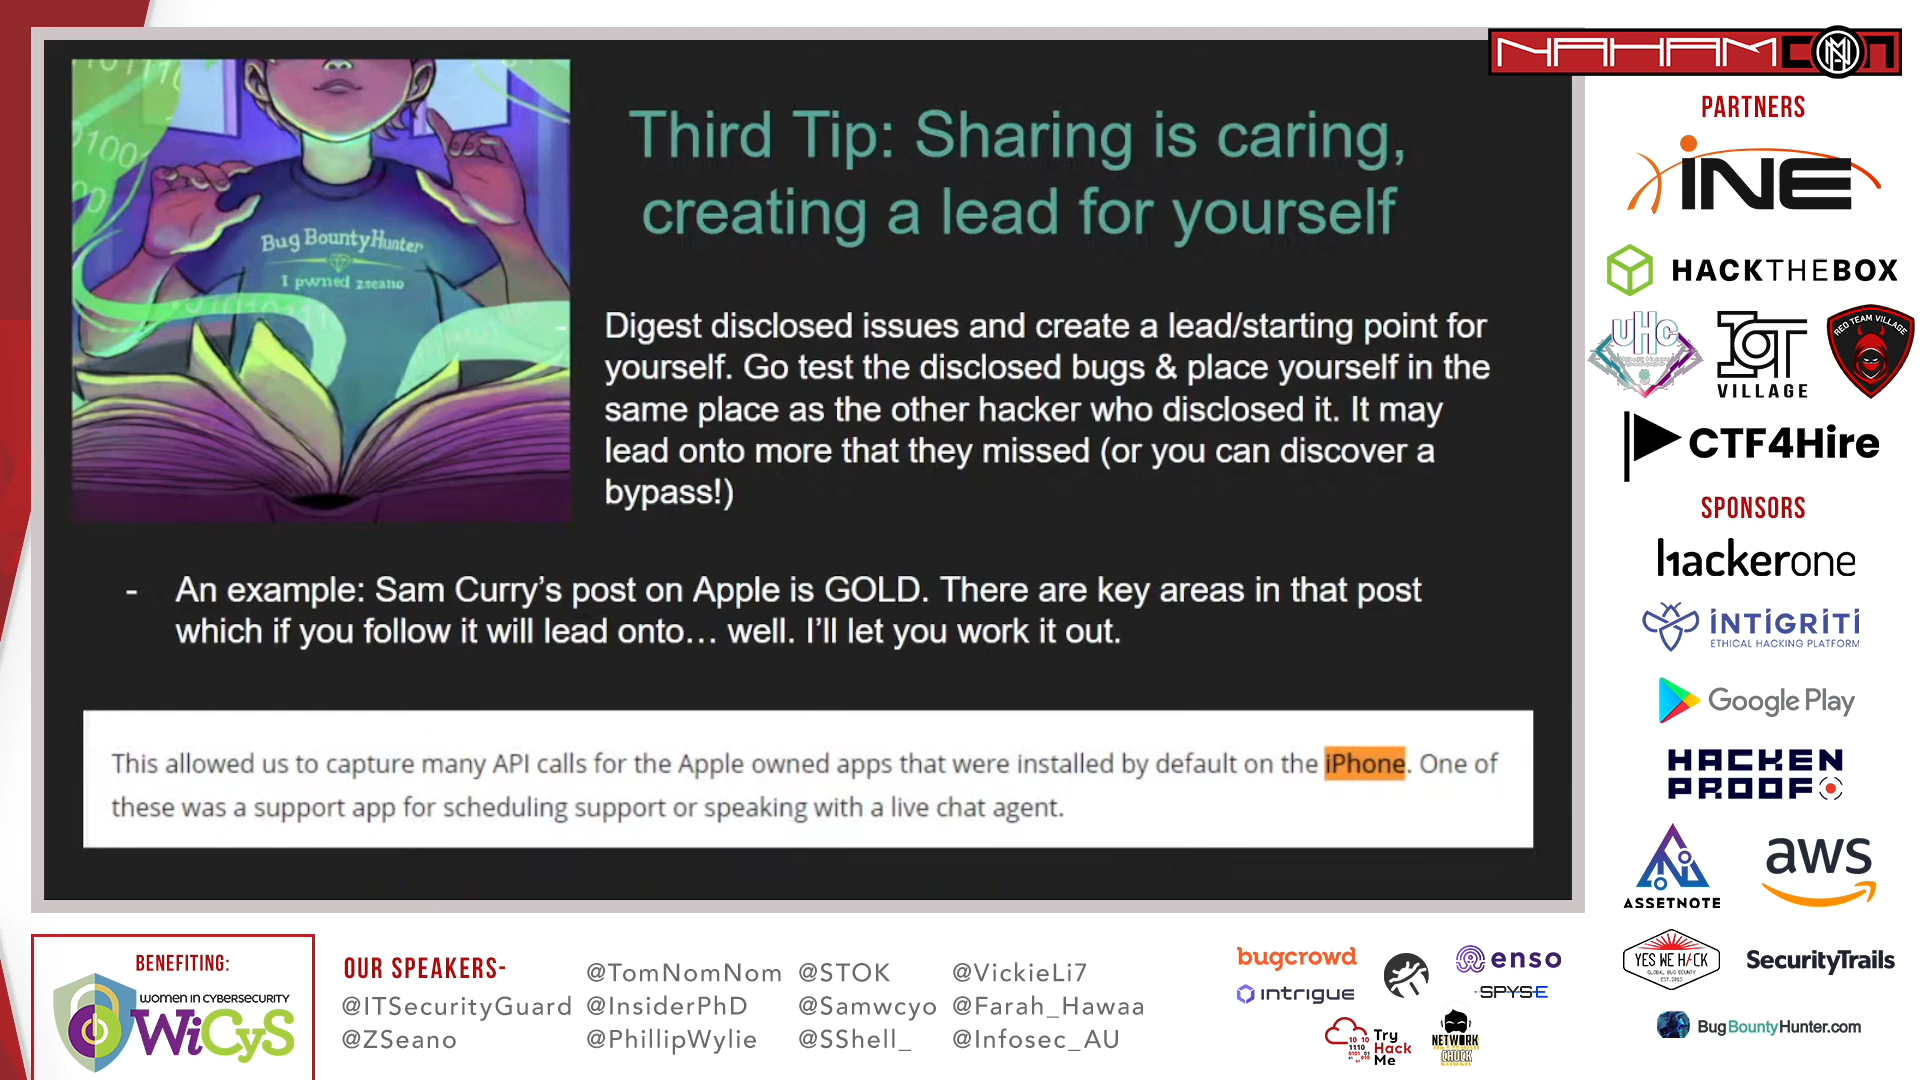 NAHAMCON
Third Tip: Sharing is caring,
creating a lead for yourself
Bug Bounty Hunter
I pwned zseano
Digest disclosed issues and create a lead/starting point for
yourself. Go test the disclosed bugs & place yourself in the
same place as the other hacker who disclosed it. It may
lead onto more that they missed (or you can discover a
bypass!)
- An example: Sam Curry’s post on Apple is GOLD. There are key areas in that post
which if you follow it will lead onto… well. I’ll let you work it out.
This allowed us to capture many API calls for the Apple owned apps that were installed by default on the iPhone. One of
these was a support app for scheduling support or speaking with a live chat agent.
PARTNERS
iNE
HACKTHEBOX
UHC
IOT
VILLAGE
RED TEAM VILLAGE
CTF4Hire
SPONSORS
hackerone
INTIGRITI
ETHICAL HACKING PLATFORM
Google Play
HACKEN
PROOF
ASSETNOTE
aws
YES WE H/CK
GLOBAL BUG BOUNTY
SecurityTrails
BugBountyHunter.com
BENEFITING:
WOMEN IN CYBERSECURITY
WiCyS
OUR SPEAKERS-
@ITSecurityGuard
@ZSeano
@TomNomNom
@InsiderPhD
@PhillipWylie
@STOK
@Samwcyo
@SShell_
@VickieLi7
@Farah_Hawaa
@Infosec_AU
bugcrowd
enso
intrigue
SPYSE
Try
Hack
Me
NETWORK
CHUCK